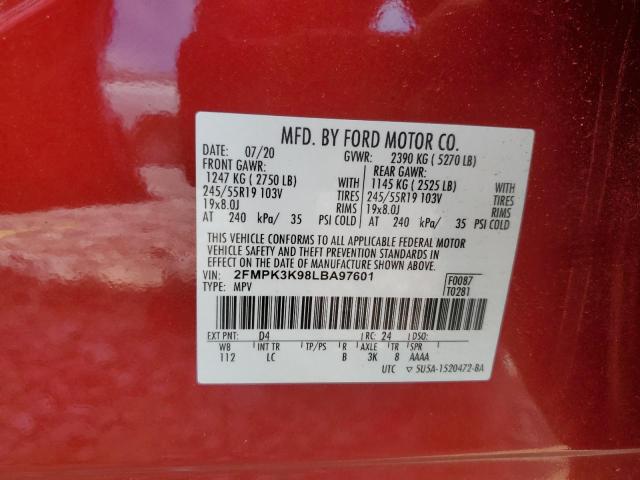 MFD. BY FORD MOTOR CO.
DATE: 07/20 GVWR: 2390 KG ( 5270 LB)
FRONT GAWR: REAR GAWR:
1247 KG ( 2750 LB) WITH 1145 KG ( 2525 LB) WITH
245/55R19 103V TIRES 245/55R19 103V TIRES
19x8.0J RIMS 19x8.0J RIMS
AT 240 kPa/ 35 PSI COLD AT 240 kPa/ 35 PSI COLD
THIS VEHICLE CONFORMS TO ALL APPLICABLE FEDERAL MOTOR
VEHICLE SAFETY AND THEFT PREVENTION STANDARDS IN
EFFECT ON THE DATE OF MANUFACTURE SHOWN ABOVE.
VIN: 2FMPK3K98LBA97601 F0087
TYPE: MPV T0281
EXT PNT: D4 RC: 24 DSO:
WB INT TR TP/PS R AXLE TR SPR
112 LC B 3K 8 AAAA
UTC 5U5A-1520472-BA